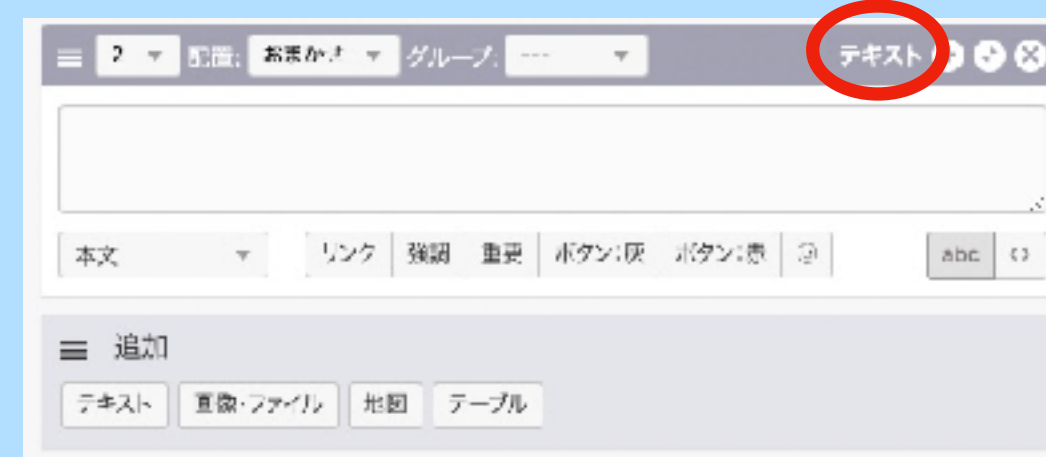 2 配置: おまかせ グループ: --- テキスト
本文 リンク 強調 重要 ボタン:灰 ボタン:赤 abc <>
追加
テキスト 画像・ファイル 地図 テーブル